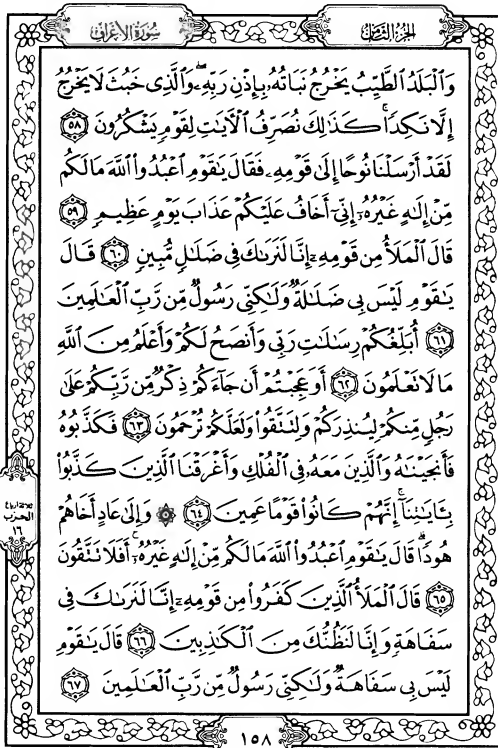 الجزء الثامن
سورة الأعراف
وَٱلْبَلَدُ ٱلطَّيِّبُ يَخْرُجُ نَبَاتُهُۥ بِإِذْنِ رَبِّهِۦۖ وَٱلَّذِى خَبُثَ لَا يَخْرُجُ
إِلَّا نَكِدًاۚ كَذَٰلِكَ نُصَرِّفُ ٱلْءَايَٰتِ لِقَوْمٍ يَشْكُرُونَ ٥٨
لَقَدْ أَرْسَلْنَا نُوحًا إِلَىٰ قَوْمِهِۦ فَقَالَ يَٰقَوْمِ ٱعْبُدُوا۟ ٱللَّهَ مَا لَكُم
مِّنْ إِلَٰهٍ غَيْرُهُۥٓ إِنِّىٓ أَخَافُ عَلَيْكُمْ عَذَابَ يَوْمٍ عَظِيمٍ ٥٩
قَالَ ٱلْمَلَأُ مِن قَوْمِهِۦٓ إِنَّا لَنَرَىٰكَ فِى ضَلَٰلٍ مُّبِينٍ ٦٠ قَالَ
يَٰقَوْمِ لَيْسَ بِى ضَلَٰلَةٌ وَلَٰكِنِّى رَسُولٌ مِّن رَّبِّ ٱلْعَٰلَمِينَ
٦١ أُبَلِّغُكُمْ رِسَٰلَٰتِ رَبِّى وَأَنصَحُ لَكُمْ وَأَعْلَمُ مِنَ ٱللَّهِ
مَا لَا تَعْلَمُونَ ٦٢ أَوَعَجِبْتُمْ أَن جَآءَكُمْ ذِكْرٌ مِّن رَّبِّكُمْ عَلَىٰ
رَجُلٍ مِّنكُمْ لِيُنذِرَكُمْ وَلِتَتَّقُوا۟ وَلَعَلَّكُمْ تُرْحَمُونَ ٦٣ فَكَذَّبُوهُ
فَأَنجَيْنَٰهُ وَٱلَّذِينَ مَعَهُۥ فِى ٱلْفُلْكِ وَأَغْرَقْنَا ٱلَّذِينَ كَذَّبُوا۟
بِـَٔايَٰتِنَآۚ إِنَّهُمْ كَانُوا۟ قَوْمًا عَمِينَ ٦٤ ۞ وَإِلَىٰ عَادٍ أَخَاهُمْ
هُودًاۗ قَالَ يَٰقَوْمِ ٱعْبُدُوا۟ ٱللَّهَ مَا لَكُم مِّنْ إِلَٰهٍ غَيْرُهُۥٓۚ أَفَلَا تَتَّقُونَ
٦٥ قَالَ ٱلْمَلَأُ ٱلَّذِينَ كَفَرُوا۟ مِن قَوْمِهِۦٓ إِنَّا لَنَرَىٰكَ فِى
سَفَاهَةٍ وَإِنَّا لَنَظُنُّكَ مِنَ ٱلْكَٰذِبِينَ ٦٦ قَالَ يَٰقَوْمِ
لَيْسَ بِى سَفَاهَةٌ وَلَٰكِنِّى رَسُولٌ مِّن رَّبِّ ٱلْعَٰلَمِينَ ٦٧
الحزب
١٦
١٥٨